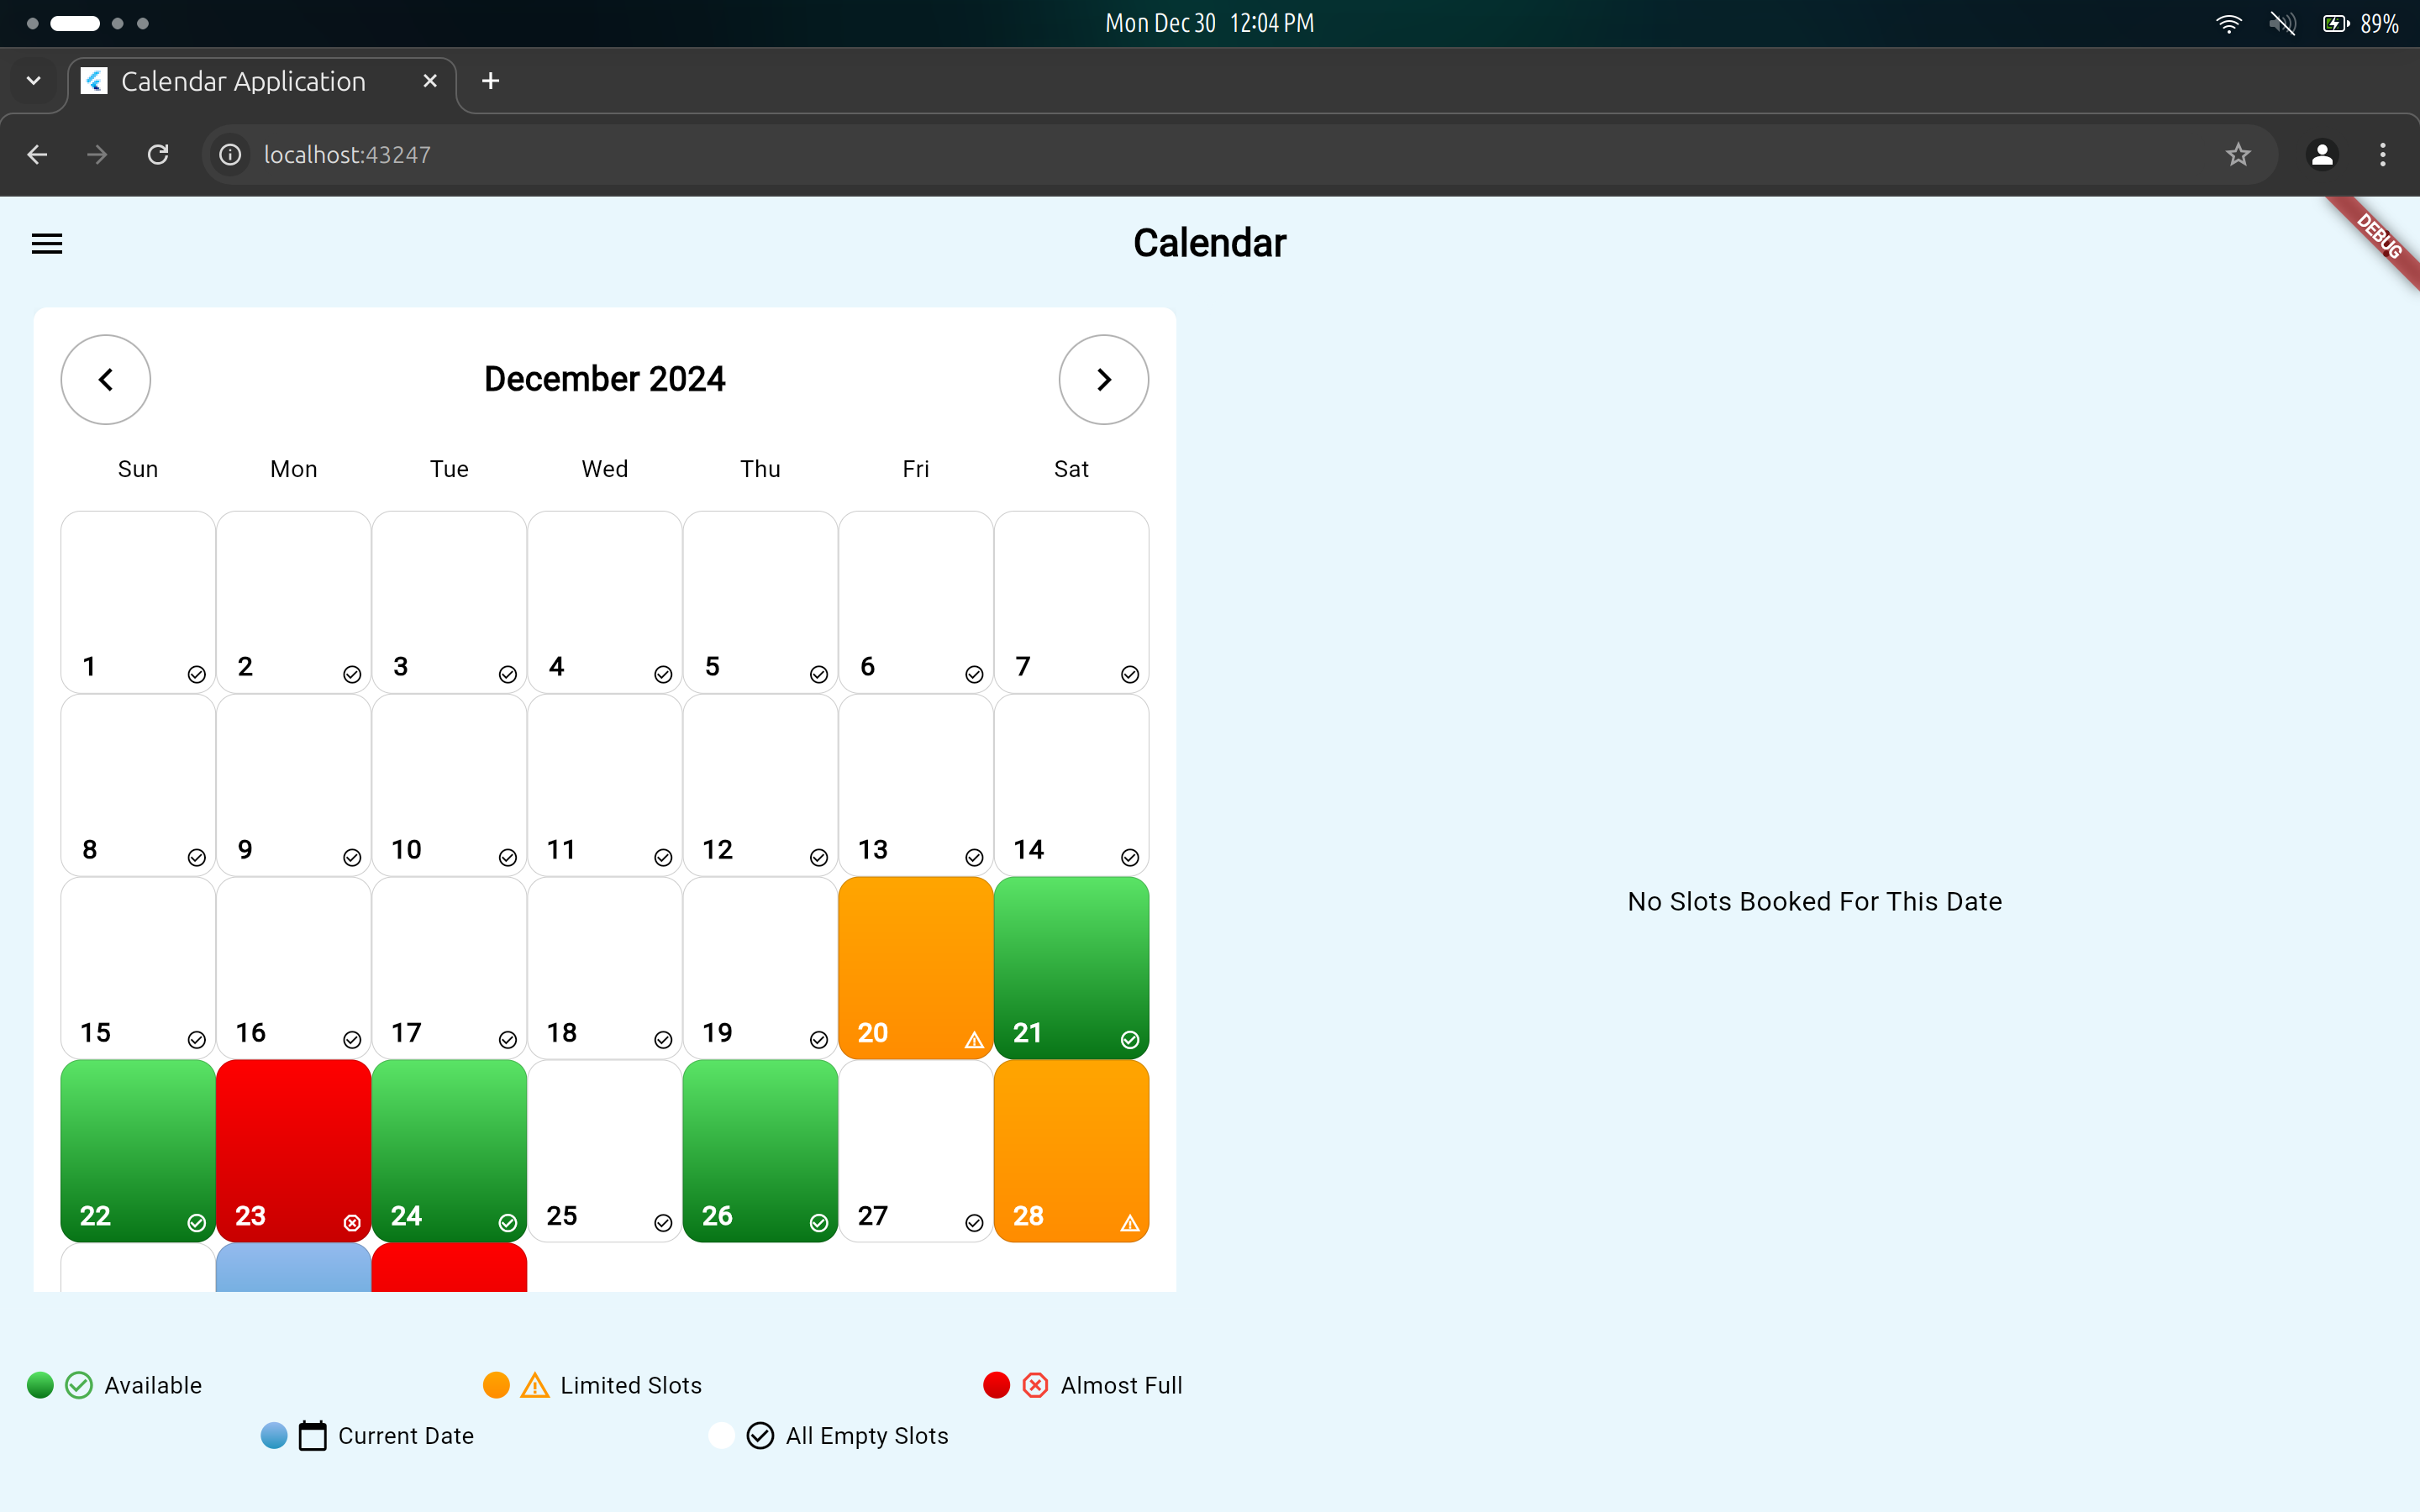 Mon Dec 30 12:04 PM
89%
Calendar Application
localhost:43247
DEBUG
Calendar
December 2024
Sun Mon Tue Wed Thu Fri Sat
1 2 3 4 5 6 7
8 9 10 11 12 13 14
15 16 17 18 19 20 21
22 23 24 25 26 27 28
No Slots Booked For This Date
Available Limited Slots Almost Full
Current Date All Empty Slots